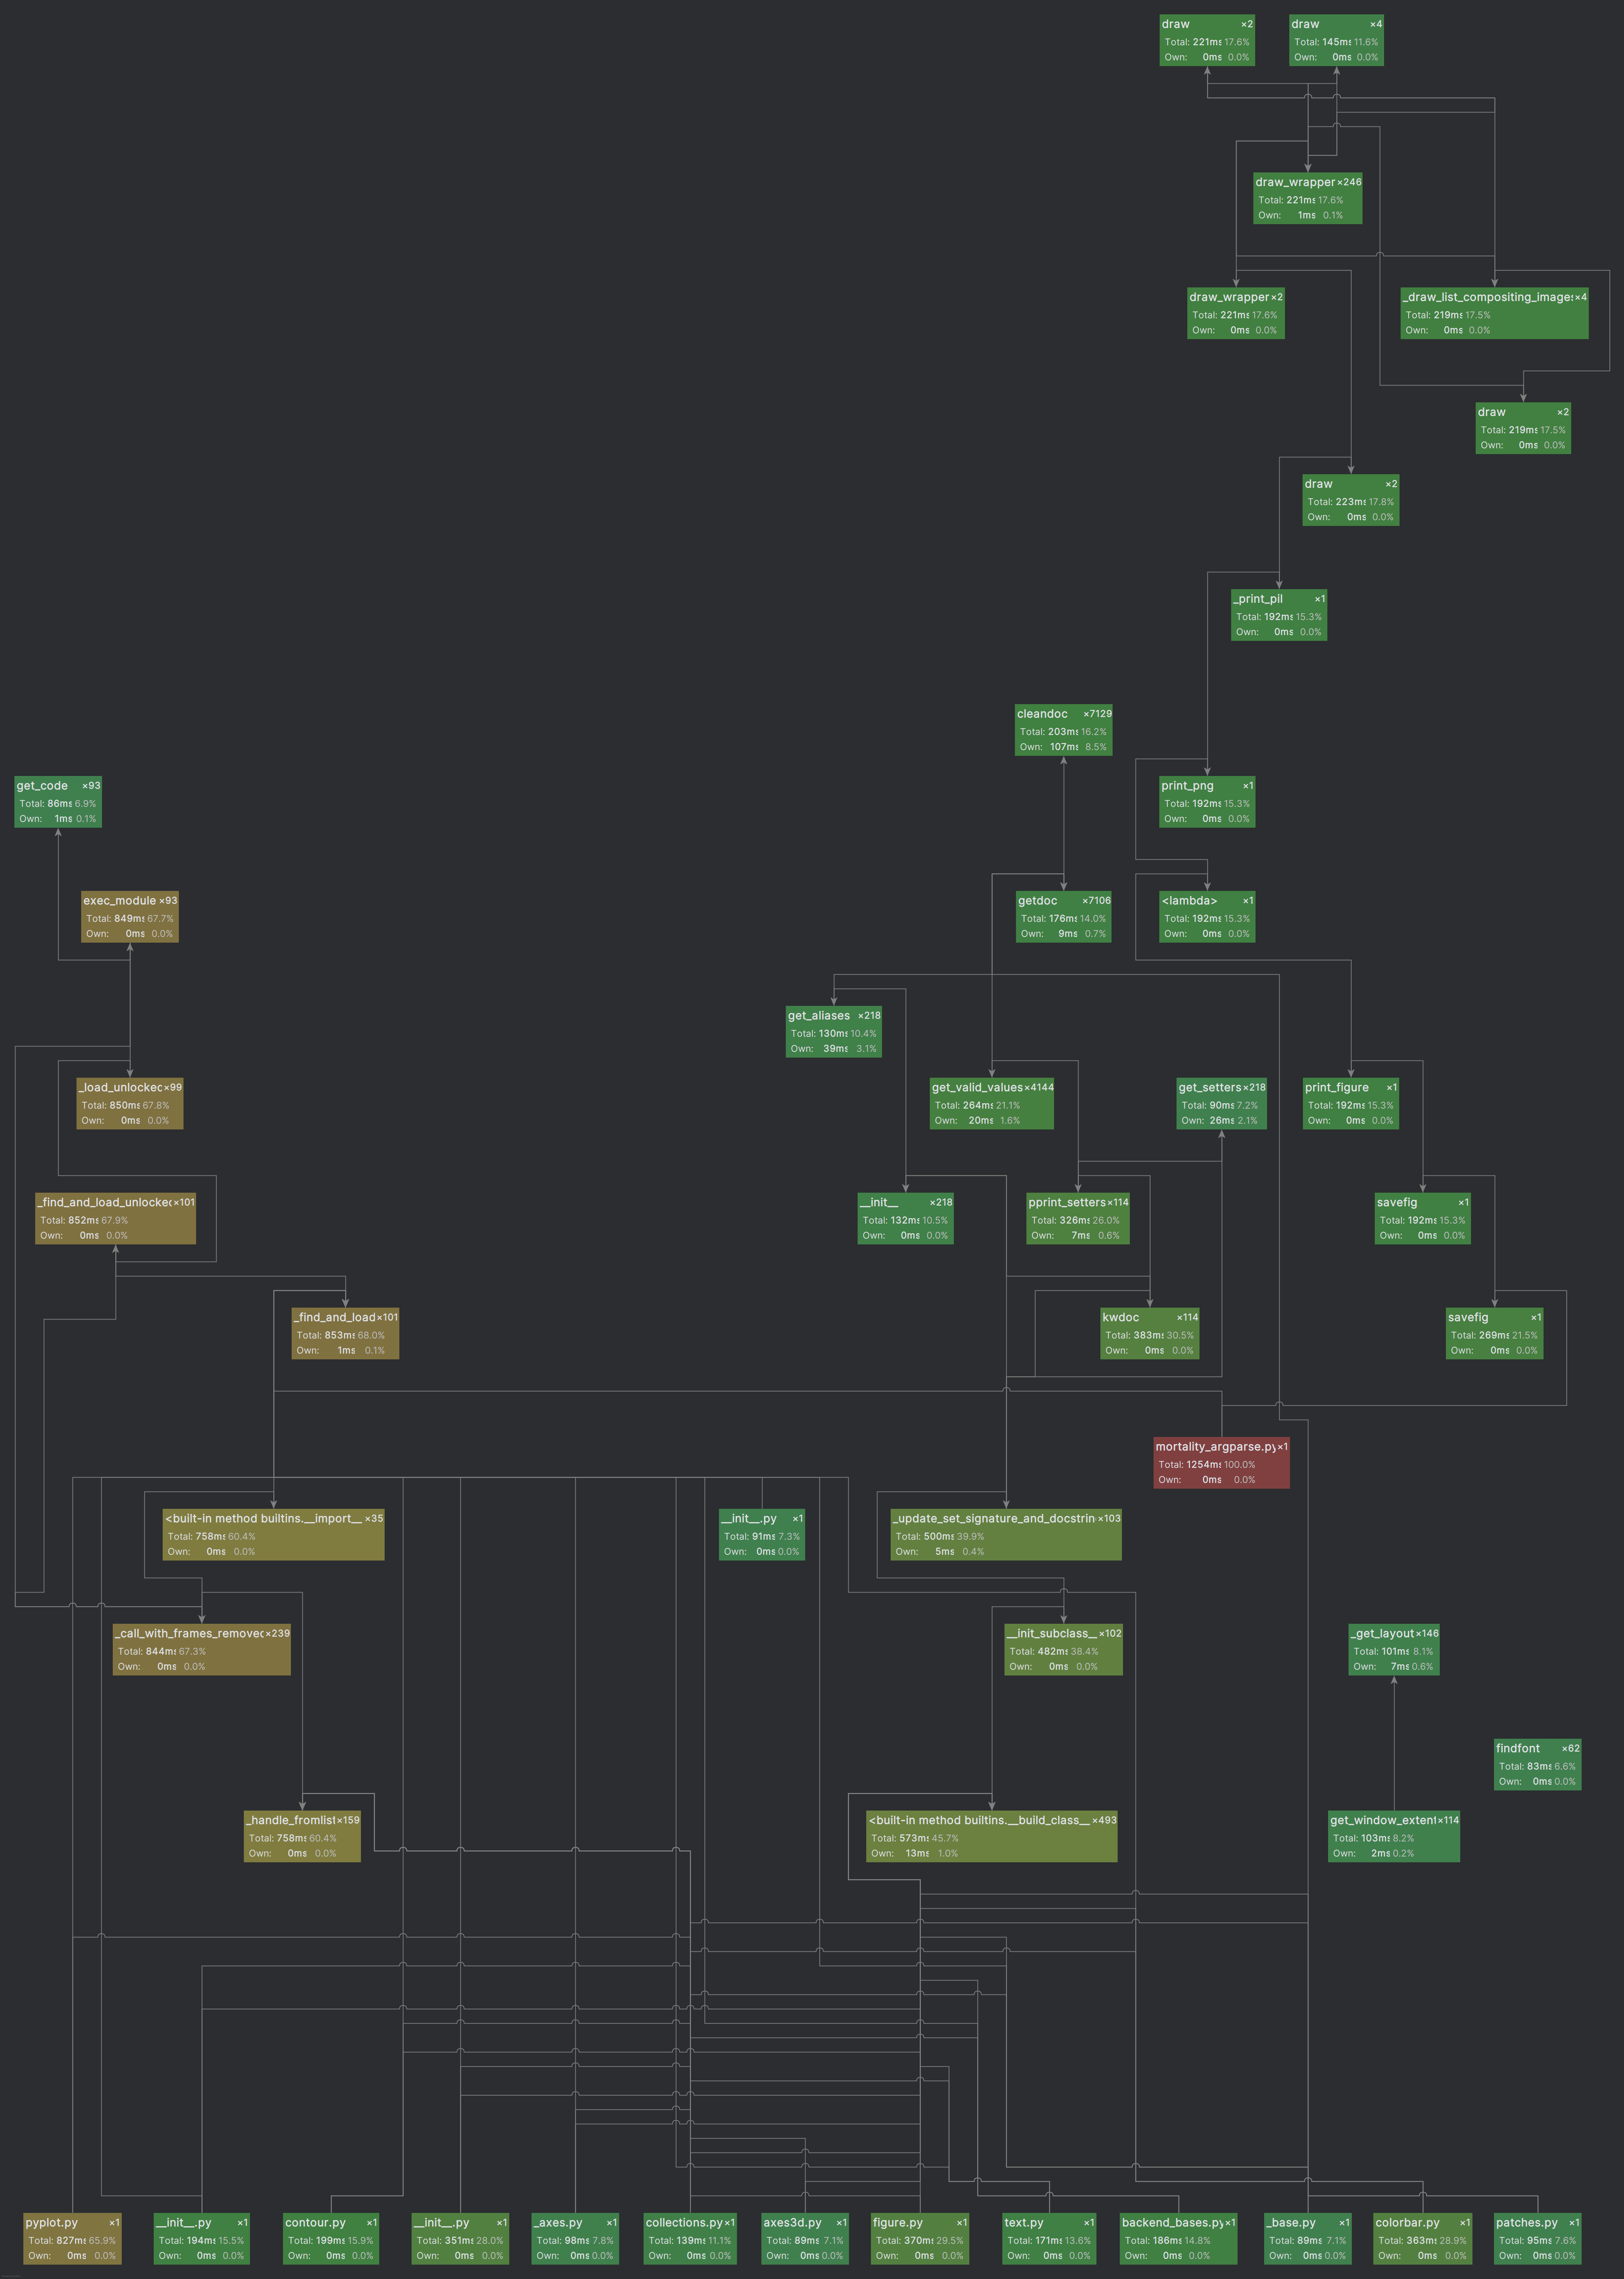 draw ×2
Total: 221ms 17.6%
Own: 0ms 0.0%
draw ×4
Total: 145ms 11.6%
Own: 0ms 0.0%
draw_wrapper ×246
Total: 221ms 17.6%
Own: 1ms 0.1%
draw_wrapper ×2
Total: 221ms 17.6%
Own: 0ms 0.0%
_draw_list_compositing_images ×4
Total: 219ms 17.5%
Own: 0ms 0.0%
draw ×2
Total: 219ms 17.5%
Own: 0ms 0.0%
draw ×2
Total: 223ms 17.8%
Own: 0ms 0.0%
_print_pil ×1
Total: 192ms 15.3%
Own: 0ms 0.0%
cleandoc ×7129
Total: 203ms 16.2%
Own: 107ms 8.5%
get_code ×93
Total: 86ms 6.9%
Own: 1ms 0.1%
print_png ×1
Total: 192ms 15.3%
Own: 0ms 0.0%
exec_module ×93
Total: 849ms 67.7%
Own: 0ms 0.0%
getdoc ×7106
Total: 176ms 14.0%
Own: 9ms 0.7%
<lambda> ×1
Total: 192ms 15.3%
Own: 0ms 0.0%
get_aliases ×218
Total: 130ms 10.4%
Own: 39ms 3.1%
_load_unlocked ×99
Total: 850ms 67.8%
Own: 0ms 0.0%
get_valid_values ×4144
Total: 264ms 21.1%
Own: 20ms 1.6%
get_setters ×218
Total: 90ms 7.2%
Own: 26ms 2.1%
print_figure ×1
Total: 192ms 15.3%
Own: 0ms 0.0%
_find_and_load_unlocked ×101
Total: 852ms 67.9%
Own: 0ms 0.0%
__init__ ×218
Total: 132ms 10.5%
Own: 0ms 0.0%
pprint_setters ×114
Total: 326ms 26.0%
Own: 7ms 0.6%
savefig ×1
Total: 192ms 15.3%
Own: 0ms 0.0%
_find_and_load ×101
Total: 853ms 68.0%
Own: 1ms 0.1%
kwdoc ×114
Total: 383ms 30.5%
Own: 0ms 0.0%
savefig ×1
Total: 269ms 21.5%
Own: 0ms 0.0%
mortality_argparse.py ×1
Total: 1254ms 100.0%
Own: 0ms 0.0%
<built-in method builtins.__import__ ×35
Total: 758ms 60.4%
Own: 0ms 0.0%
__init__.py ×1
Total: 91ms 7.3%
Own: 0ms 0.0%
_update_set_signature_and_docstrin ×103
Total: 500ms 39.9%
Own: 5ms 0.4%
_call_with_frames_removed ×239
Total: 844ms 67.3%
Own: 0ms 0.0%
__init_subclass__ ×102
Total: 482ms 38.4%
Own: 0ms 0.0%
_get_layout ×146
Total: 101ms 8.1%
Own: 7ms 0.6%
findfont ×62
Total: 83ms 6.6%
Own: 0ms 0.0%
_handle_fromlist ×159
Total: 758ms 60.4%
Own: 0ms 0.0%
<built-in method builtins.__build_class__ ×493
Total: 573ms 45.7%
Own: 13ms 1.0%
get_window_extent ×114
Total: 103ms 8.2%
Own: 2ms 0.2%
pyplot.py ×1
Total: 827ms 65.9%
Own: 0ms 0.0%
__init__.py ×1
Total: 194ms 15.5%
Own: 0ms 0.0%
contour.py ×1
Total: 199ms 15.9%
Own: 0ms 0.0%
__init__.py ×1
Total: 351ms 28.0%
Own: 0ms 0.0%
_axes.py ×1
Total: 98ms 7.8%
Own: 0ms 0.0%
collections.py ×1
Total: 139ms 11.1%
Own: 0ms 0.0%
axes3d.py ×1
Total: 89ms 7.1%
Own: 0ms 0.0%
figure.py ×1
Total: 370ms 29.5%
Own: 0ms 0.0%
text.py ×1
Total: 171ms 13.6%
Own: 0ms 0.0%
backend_bases.py ×1
Total: 186ms 14.8%
Own: 0ms 0.0%
_base.py ×1
Total: 89ms 7.1%
Own: 0ms 0.0%
colorbar.py ×1
Total: 363ms 28.9%
Own: 0ms 0.0%
patches.py ×1
Total: 95ms 7.6%
Own: 0ms 0.0%